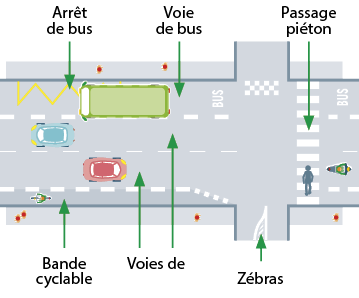 Arrêt
de bus
Voie
de bus
Passage
piéton
BUS
BUS
Bande
cyclable
Voies de
Zébras